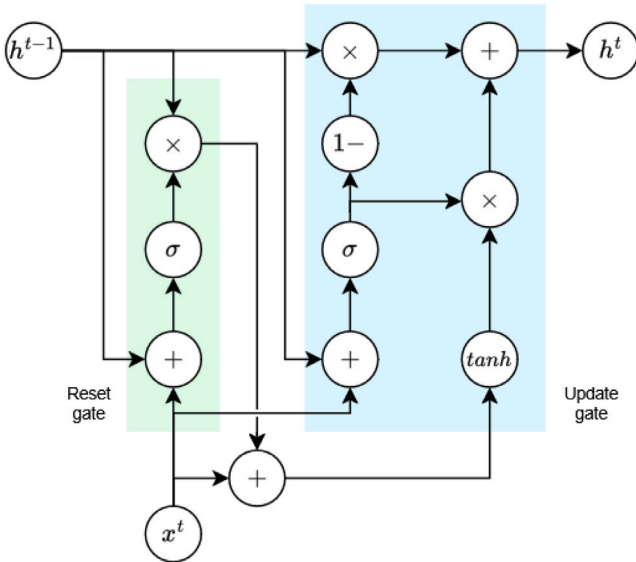 h^{t-1}
×
+
h^t
×
1−
×
σ
σ
+
+
tanh
Reset
gate
Update
gate
+
x^t